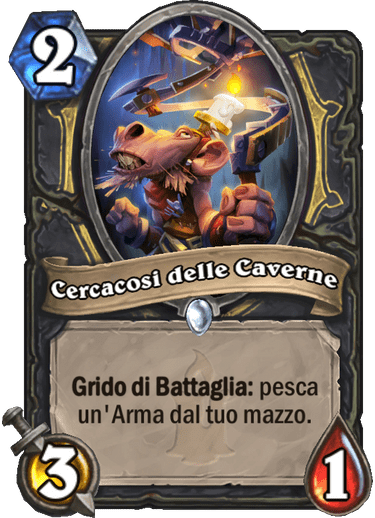 2
Cercacosi delle Caverne
Grido di Battaglia: pesca
un'Arma dal tuo mazzo.
3
1